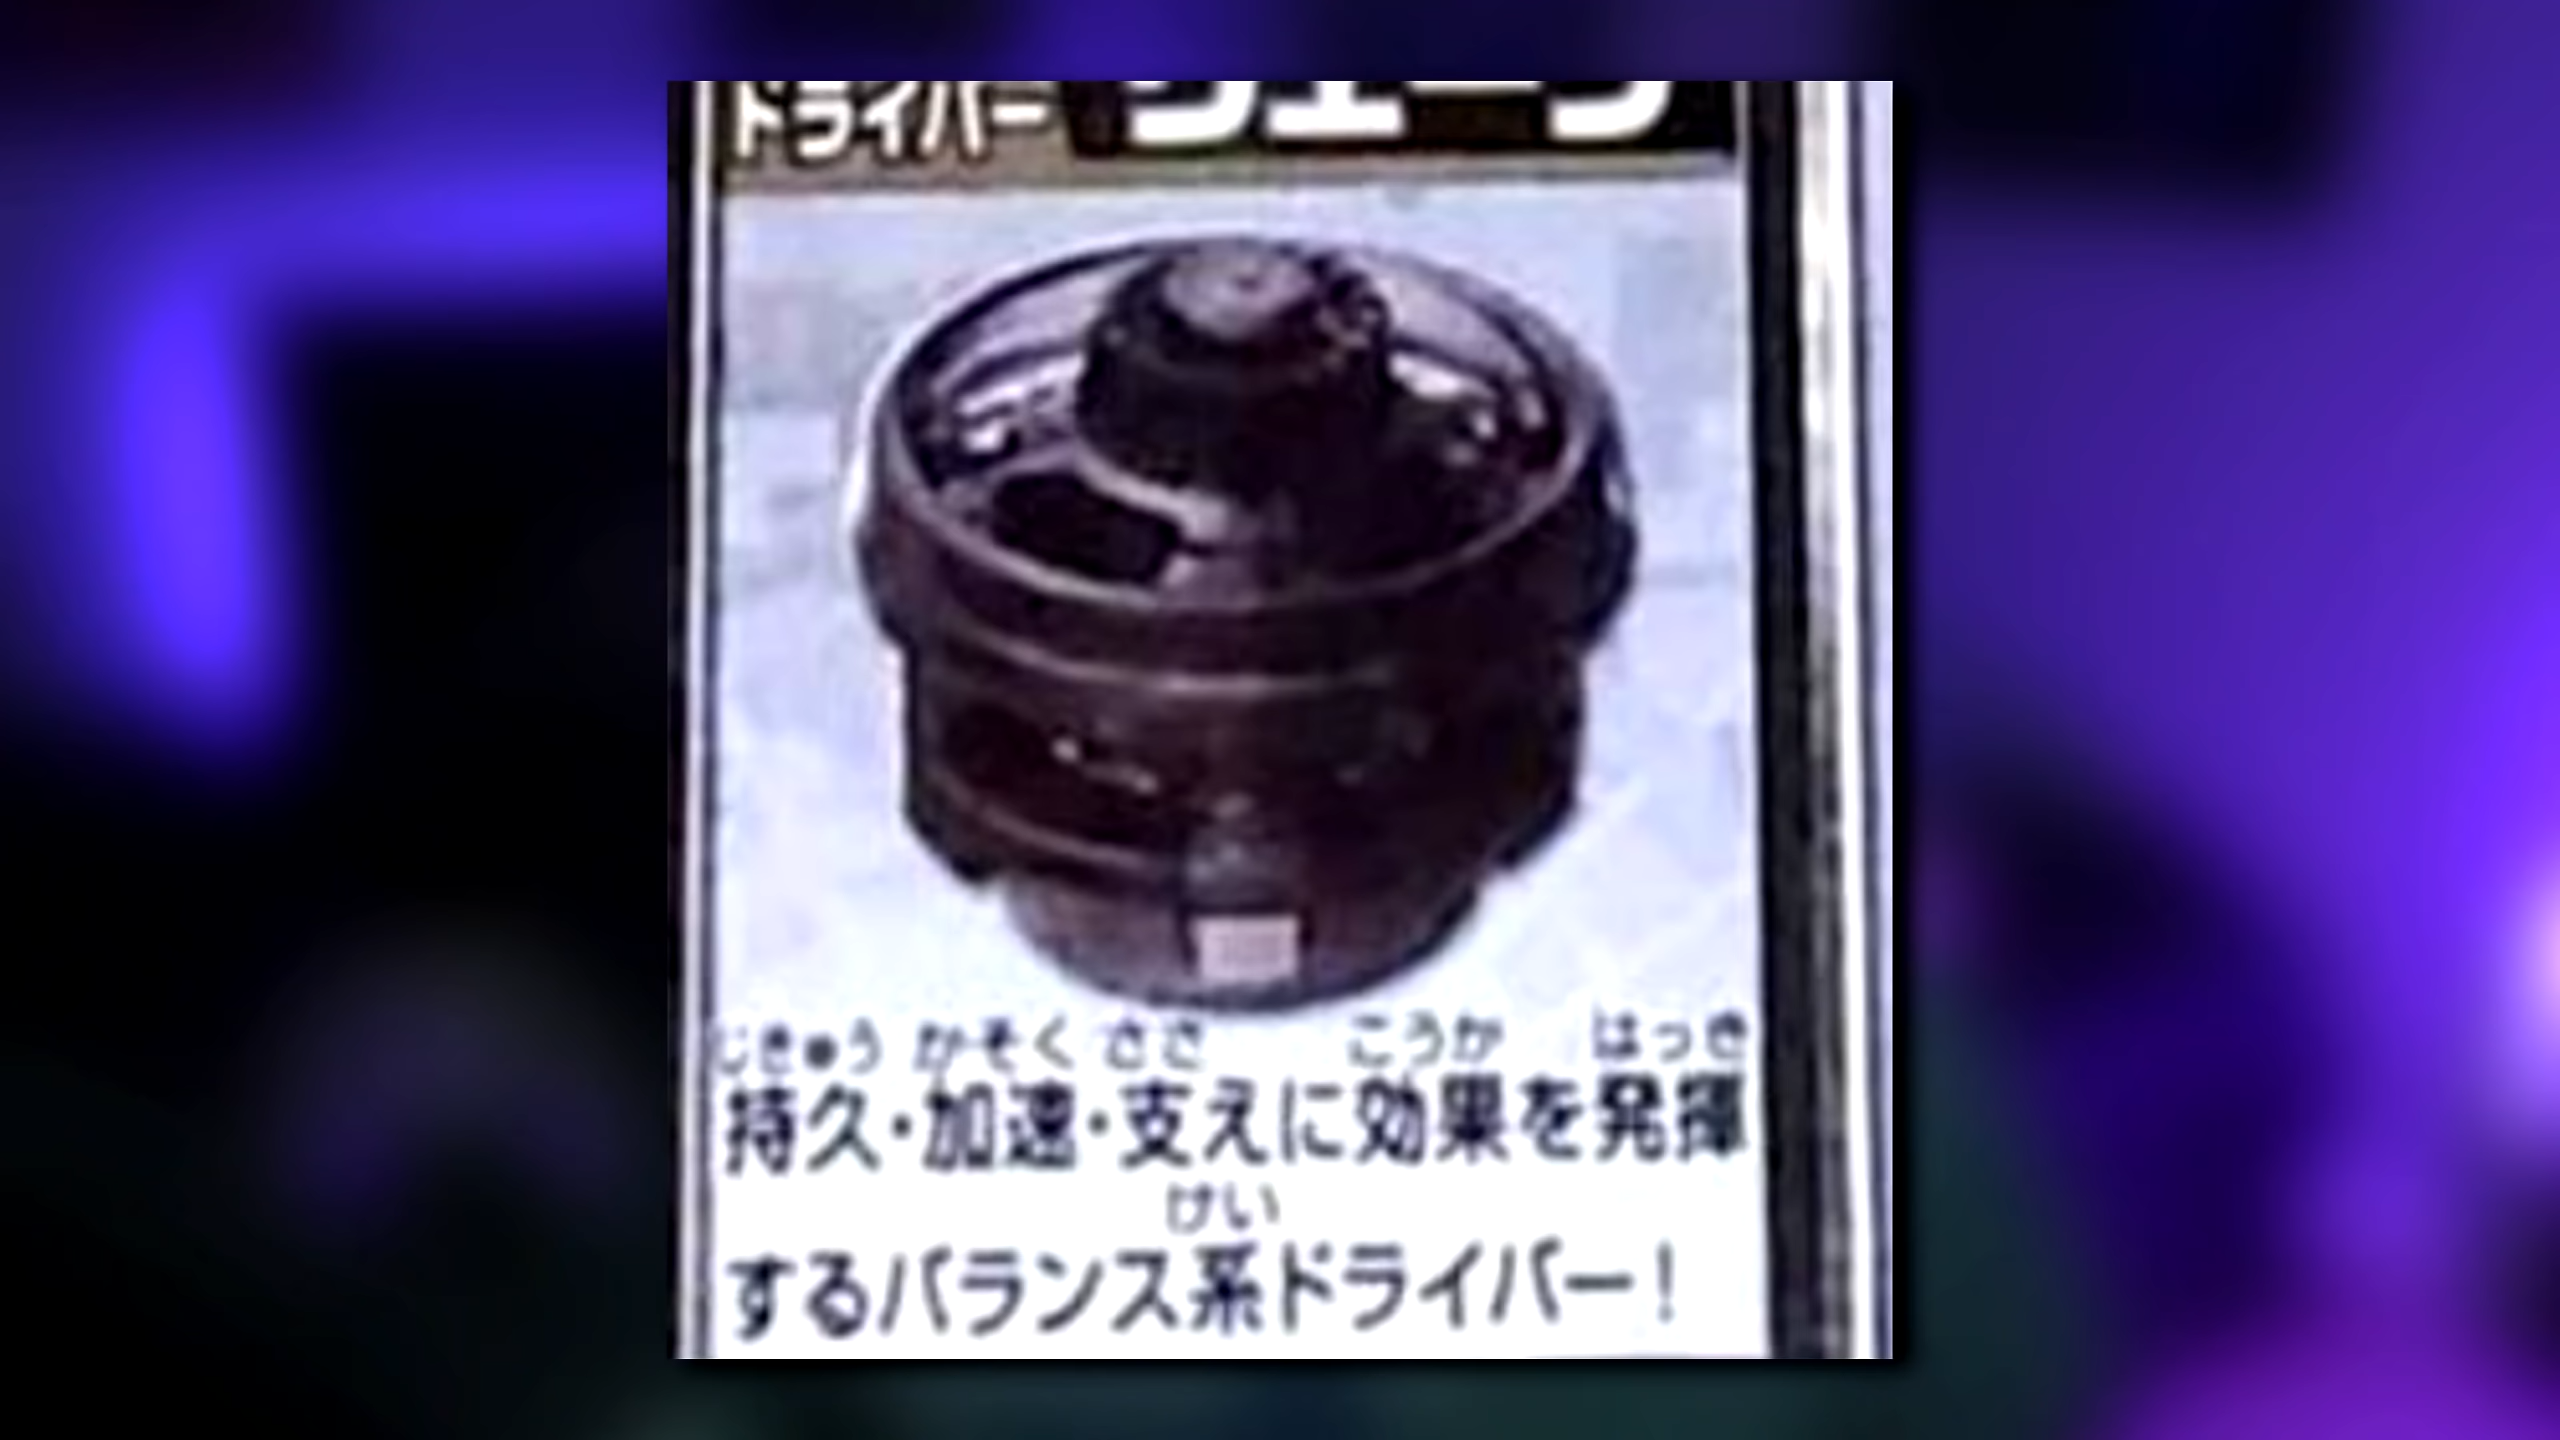 ドライバー
じきゅう かそく ささ こうか はっき
持久・加速・支えに効果を発揮
けい
するバランス系ドライバー！